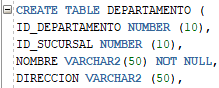 CREATE TABLE DEPARTAMENTO (
ID_DEPARTAMENTO NUMBER (10),
ID_SUCURSAL NUMBER (10),
NOMBRE VARCHAR2(50) NOT NULL,
DIRECCION VARCHAR2 (50),